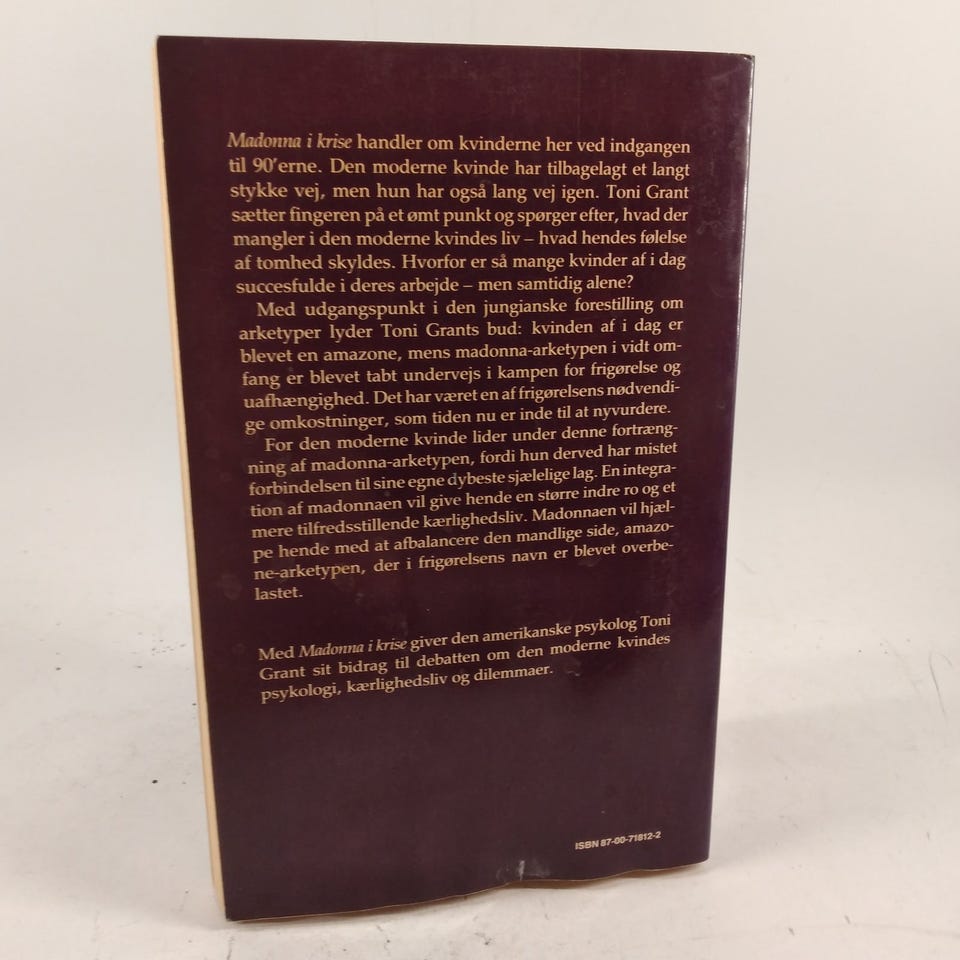 Madonna i krise handler om kvinderne her ved indgangen
til 90'erne. Den moderne kvinde har tilbagelagt et langt
stykke vej, men hun har også lang vej igen. Toni Grant
sætter fingeren på et ømt punkt og spørger efter, hvad der
mangler i den moderne kvindes liv – hvad hendes følelse
af tomhed skyldes. Hvorfor er så mange kvinder af i dag
succesfulde i deres arbejde – men samtidig alene?
Med udgangspunkt i den jungianske forestilling om
arketyper lyder Toni Grants bud: kvinden af i dag er
blevet en amazone, mens madonna-arketypen i vidt om-
fang er blevet tabt undervejs i kampen for frigørelse og
uafhængighed. Det har været en af frigørelsens nødvendi-
ge omkostninger, som tiden nu er inde til at nyvurdere.
For den moderne kvinde lider under denne fortræng-
ning af madonna-arketypen, fordi hun derved har mistet
forbindelsen til sine egne dybeste sjælelige lag. En integra-
tion af madonnaen vil give hende en større indre ro og et
mere tilfredsstillende kærlighedsliv. Madonnaen vil hjæl-
pe hende med at afbalancere den mandlige side, amazo-
ne-arketypen, der i frigørelsens navn er blevet overbe-
lastet.
Med Madonna i krise giver den amerikanske psykolog Toni
Grant sit bidrag til debatten om den moderne kvindes
psykologi, kærlighedsliv og dilemmaer.
ISBN 87-00-71812-2